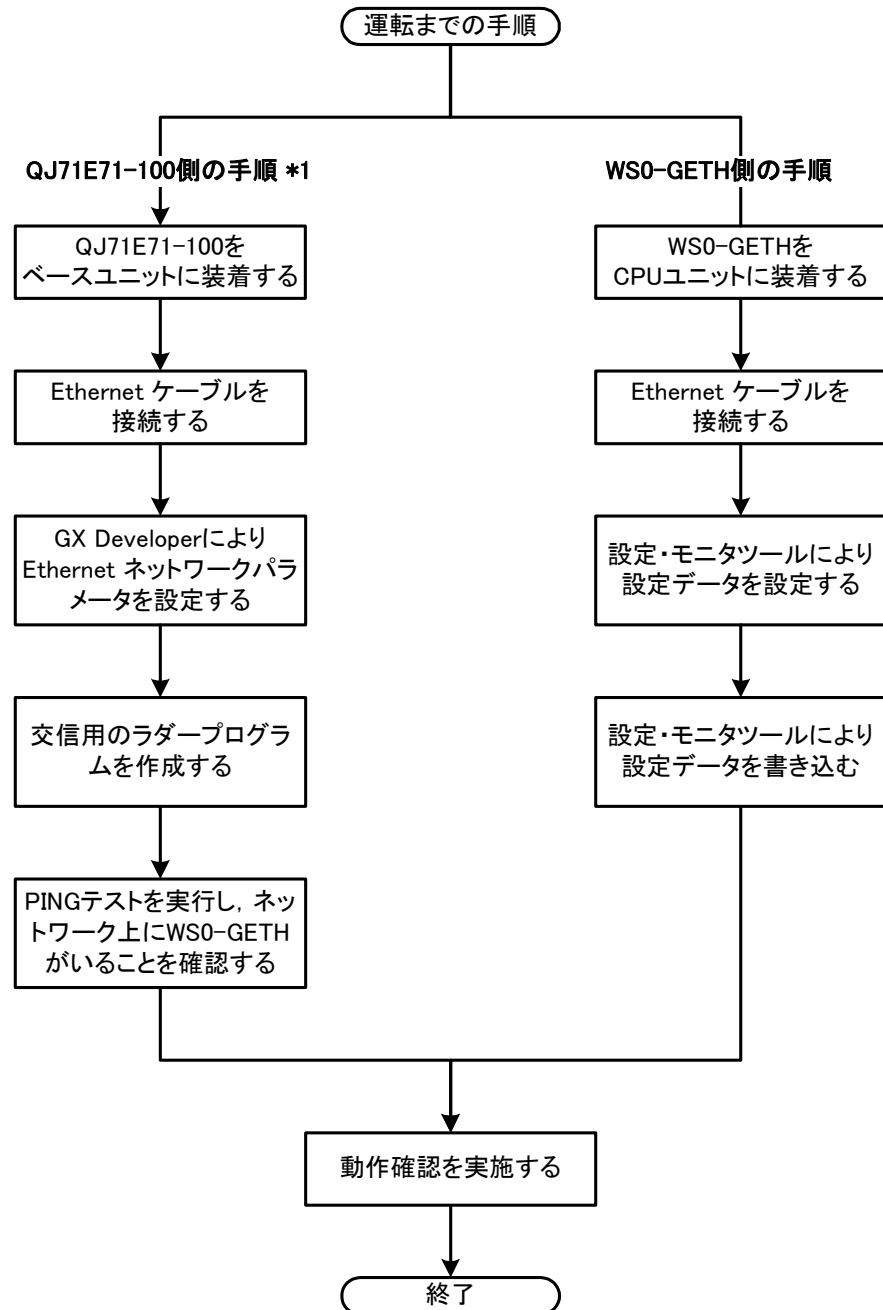 運転までの手順
QJ71E71-100側の手順 *1
QJ71E71-100を
ベースユニットに装着する
Ethernet ケーブルを
接続する
GX Developerにより
Ethernet ネットワークパラ
メータを設定する
交信用のラダープログラ
ムを作成する
PINGテストを実行し，ネッ
トワーク上にWS0-GETH
がいることを確認する
WS0-GETH側の手順
WS0-GETHを
CPUユニットに装着する
Ethernet ケーブルを
接続する
設定・モニタツールにより
設定データを設定する
設定・モニタツールにより
設定データを書き込む
動作確認を実施する
終了